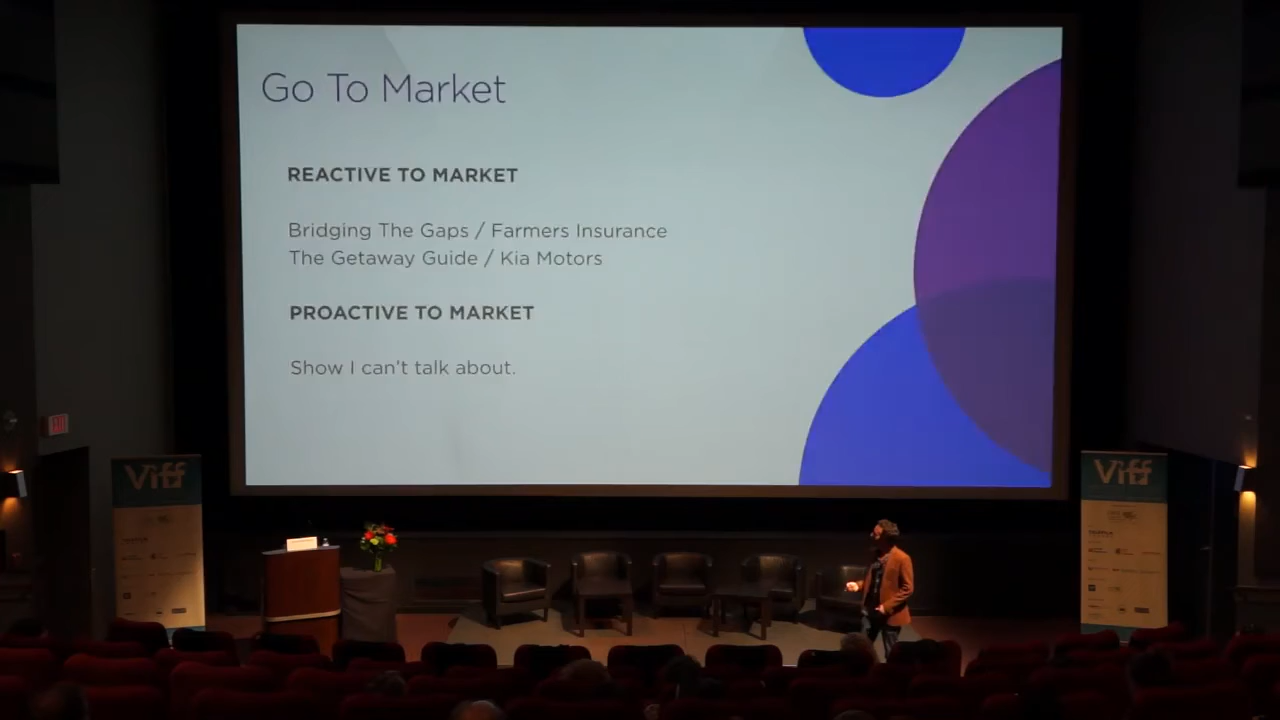 Go To Market
REACTIVE TO MARKET
Bridging The Gaps / Farmers Insurance
The Getaway Guide / Kia Motors
PROACTIVE TO MARKET
Show I can't talk about.
EXIT
Viff
Viff